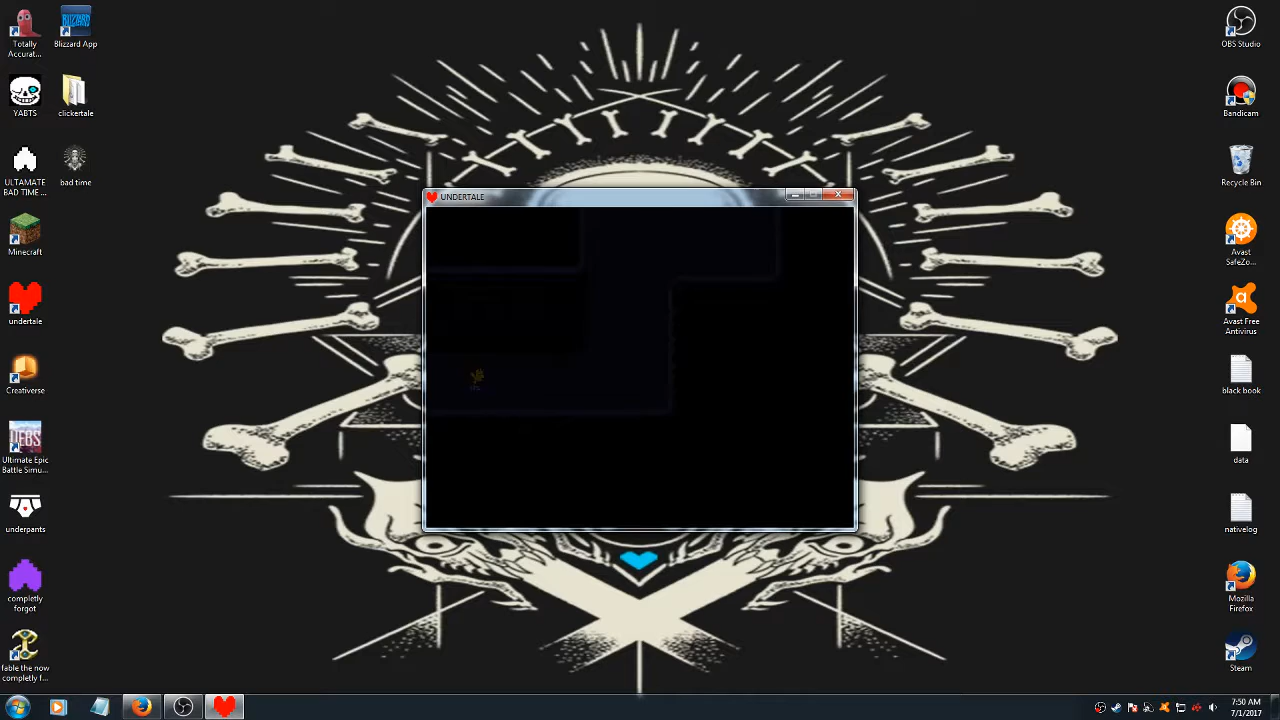 Totally
Accurat...
Blizzard App
YABTS
clickertale
ULTAMATE
BAD TIME ...
bad time
Minecraft
undertale
Creativerse
UEBS
Ultimate Epic
Battle Simu...
underpants
completly
forgot
fable the now
completly f...
UNDERTALE
OBS Studio
Bandicam
Recycle Bin
Avast
SafeZo...
Avast Free
Antivirus
black book
data
nativelog
Mozilla
Firefox
Steam
7:50 AM
7/1/2017